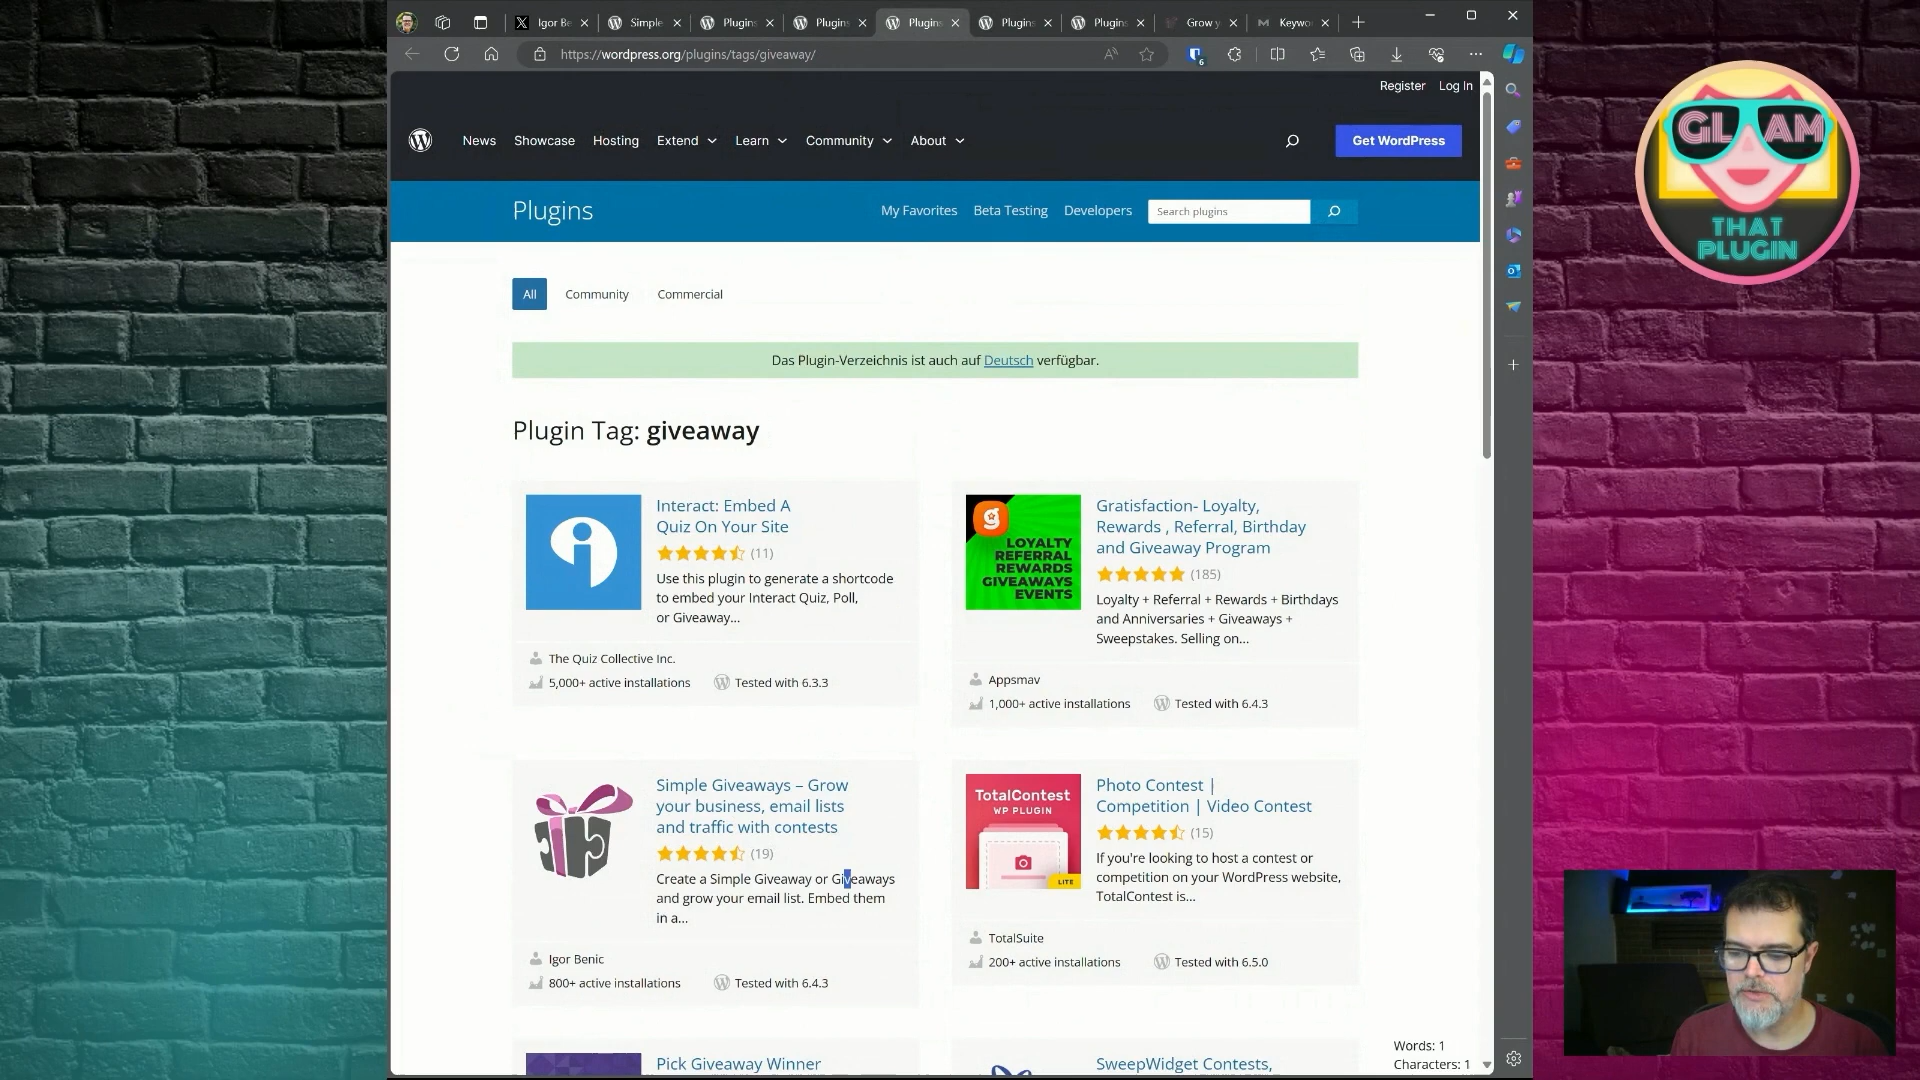 Igor Be
Simple
Plugins
Plugins
Plugins
Plugins
Plugins
Grow y
Keywo
https://wordpress.org/plugins/tags/giveaway/
6
Register
Log In
News
Showcase
Hosting
Extend
Learn
Community
About
Get WordPress
Plugins
My Favorites
Beta Testing
Developers
Search plugins
All
Community
Commercial
Das Plugin-Verzeichnis ist auch auf Deutsch verfügbar.
Plugin Tag: giveaway
Interact: Embed A
Quiz On Your Site
(11)
Use this plugin to generate a shortcode
to embed your Interact Quiz, Poll,
or Giveaway...
The Quiz Collective Inc.
5,000+ active installations
Tested with 6.3.3
g
LOYALTY
REFERRAL
REWARDS
GIVEAWAYS
EVENTS
Gratisfaction- Loyalty,
Rewards , Referral, Birthday
and Giveaway Program
(185)
Loyalty + Referral + Rewards + Birthdays
and Anniversaries + Giveaways +
Sweepstakes. Selling on...
Appsmav
1,000+ active installations
Tested with 6.4.3
Simple Giveaways – Grow
your business, email lists
and traffic with contests
(19)
Create a Simple Giveaway or Giveaways
and grow your email list. Embed them
in a...
Igor Benic
800+ active installations
Tested with 6.4.3
TotalContest
WP PLUGIN
LITE
Photo Contest |
Competition | Video Contest
(15)
If you're looking to host a contest or
competition on your WordPress website,
TotalContest is...
TotalSuite
200+ active installations
Tested with 6.5.0
Pick Giveaway Winner
SweepWidget Contests,
Words: 1
Characters: 1
GLAM
THAT
PLUGIN